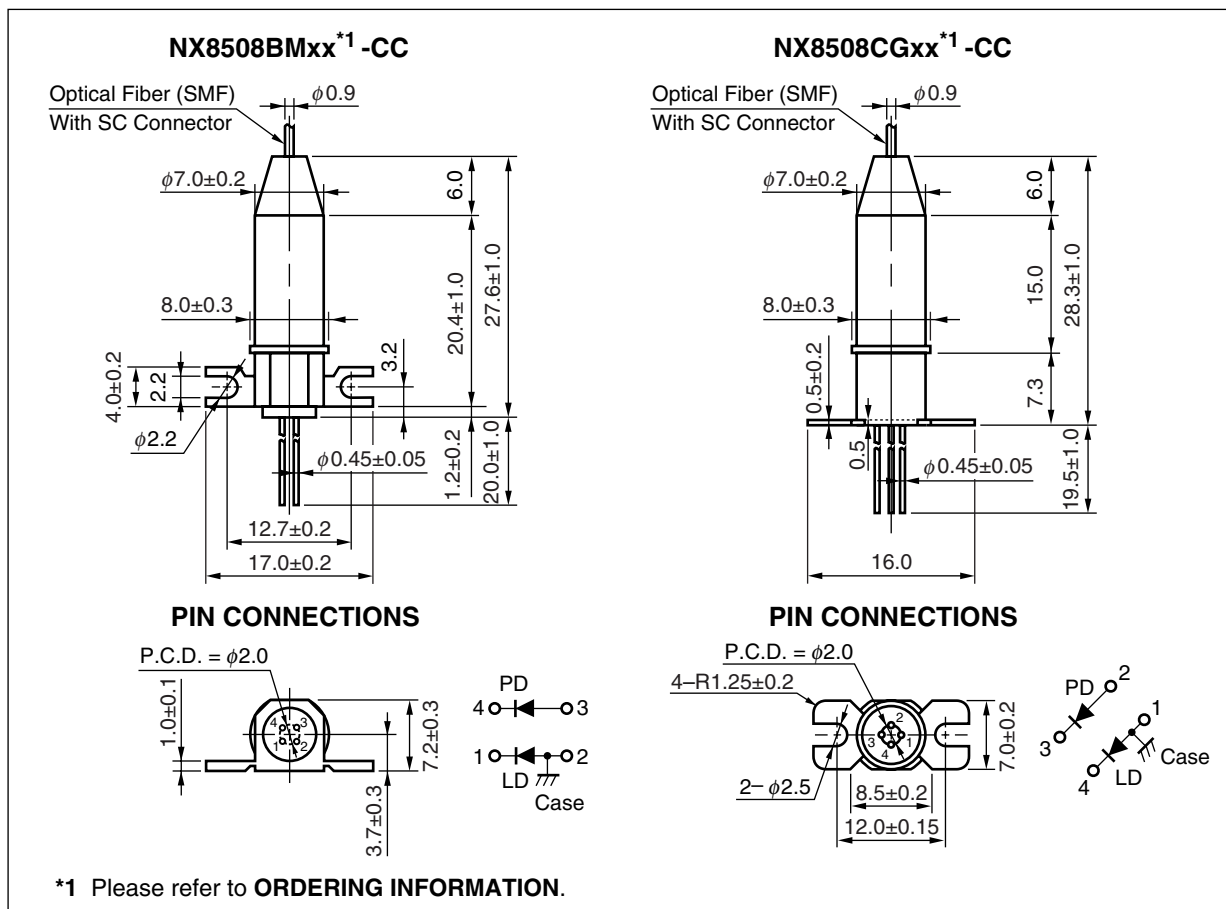 NX8508BMxx*1 -CC
Optical Fiber (SMF)
With SC Connector
ϕ0.9
ϕ7.0±0.2
6.0
20.4±1.0
27.6±1.0
8.0±0.3
3.2
4.0±0.2
2.2
ϕ2.2
ϕ0.45±0.05
1.2±0.2
20.0±1.0
12.7±0.2
17.0±0.2
PIN CONNECTIONS
P.C.D. = ϕ2.0
1.0±0.1
4 3
1 2
7.2±0.3
3.7±0.3
PD
4 3
1 2
LD
Case
NX8508CGxx*1 -CC
Optical Fiber (SMF)
With SC Connector
ϕ0.9
ϕ7.0±0.2
6.0
15.0
28.3±1.0
8.0±0.3
0.5±0.2
7.3
0.5
ϕ0.45±0.05
19.5±1.0
16.0
PIN CONNECTIONS
P.C.D. = ϕ2.0
4–R1.25±0.2
2
3 1
4
7.0±0.2
2– ϕ2.5
8.5±0.2
12.0±0.15
2
PD
1
3
Case
LD
4
*1 Please refer to ORDERING INFORMATION.